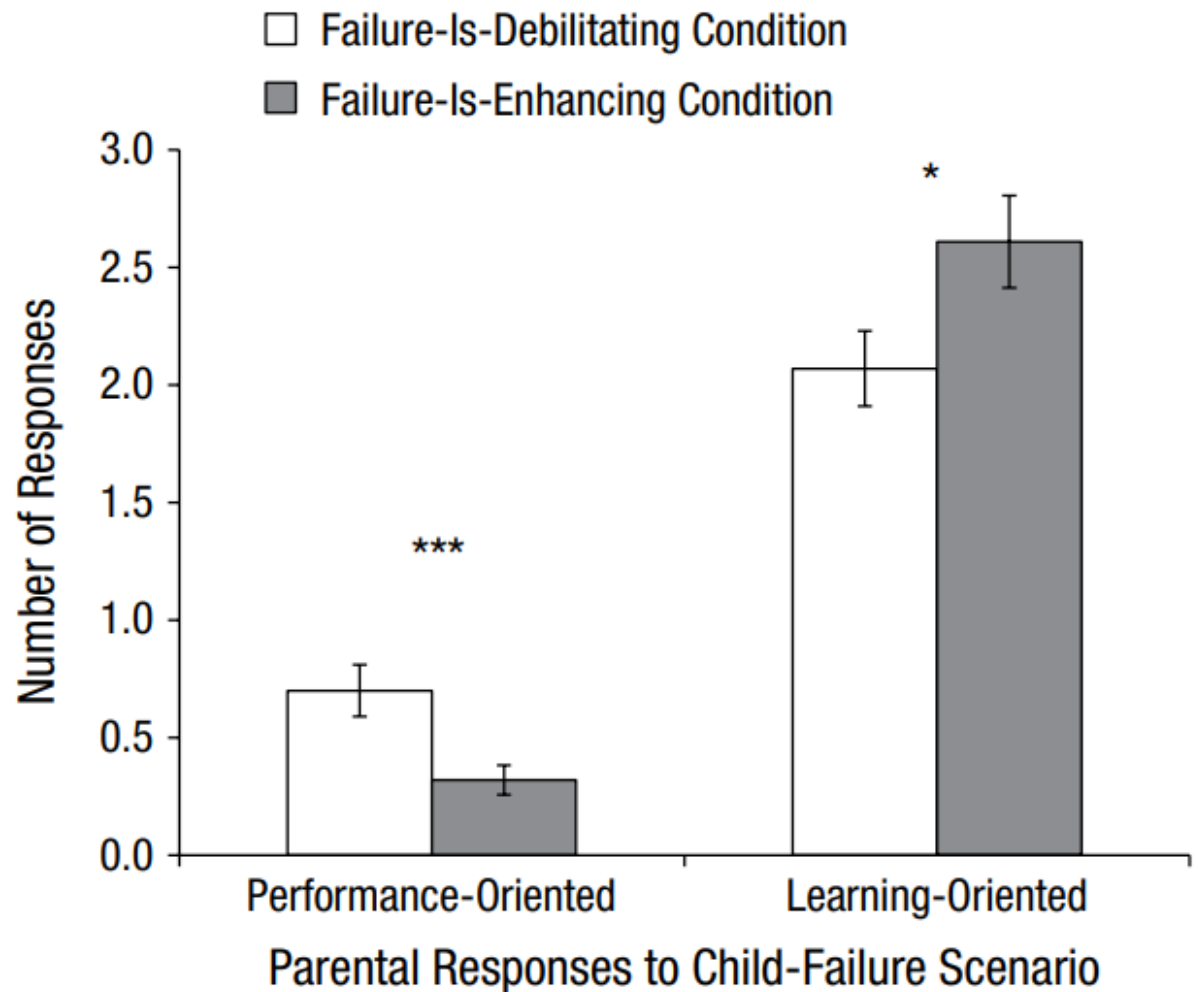 Failure-Is-Debilitating Condition
Failure-Is-Enhancing Condition
Number of Responses
3.0
2.5
2.0
1.5
1.0
0.5
0.0
***
*
Performance-Oriented
Learning-Oriented
Parental Responses to Child-Failure Scenario